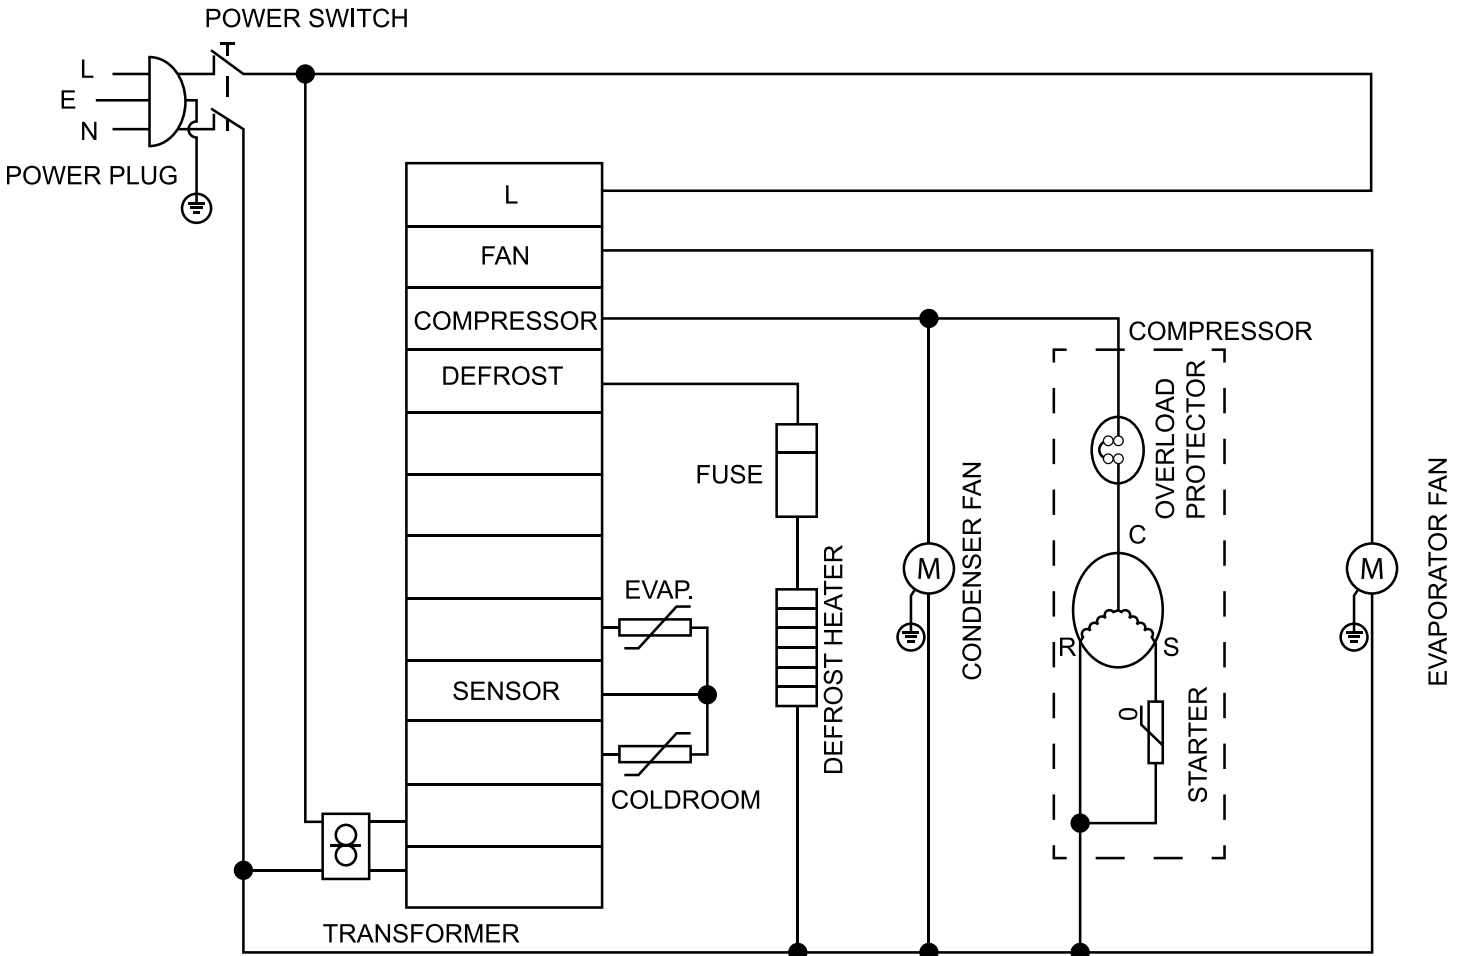 POWER SWITCH
L
E
N
POWER PLUG
L
FAN
COMPRESSOR
DEFROST
SENSOR
FUSE
DEFROST HEATER
EVAP.
COLDROOM
TRANSFORMER
M
CONDENSER FAN
COMPRESSOR
OVERLOAD
PROTECTOR
C
R
S
0
STARTER
M
EVAPORATOR FAN